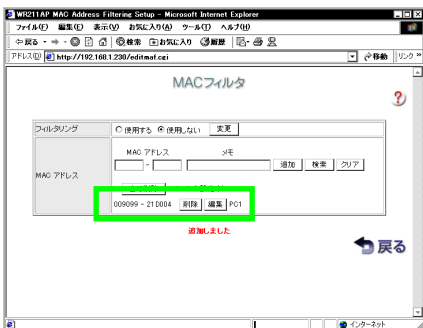 WR211AP MAC Address Filtering Setup - Microsoft Internet Explorer
ファイル(F) 編集(E) 表示(V) お気に入り(A) ツール(T) ヘルプ(H)
戻る 検索 お気に入り 履歴
アドレス(D) http://192.168.1.230/editmaf.cgi 移動 リンク »
MACフィルタ
フィルタリング 使用する 使用しない 変更
MAC アドレス メモ
MAC アドレス - 追加 検索 クリア
009099 - 21D004 削除 編集 PC1
追加しました
戻る
インターネット